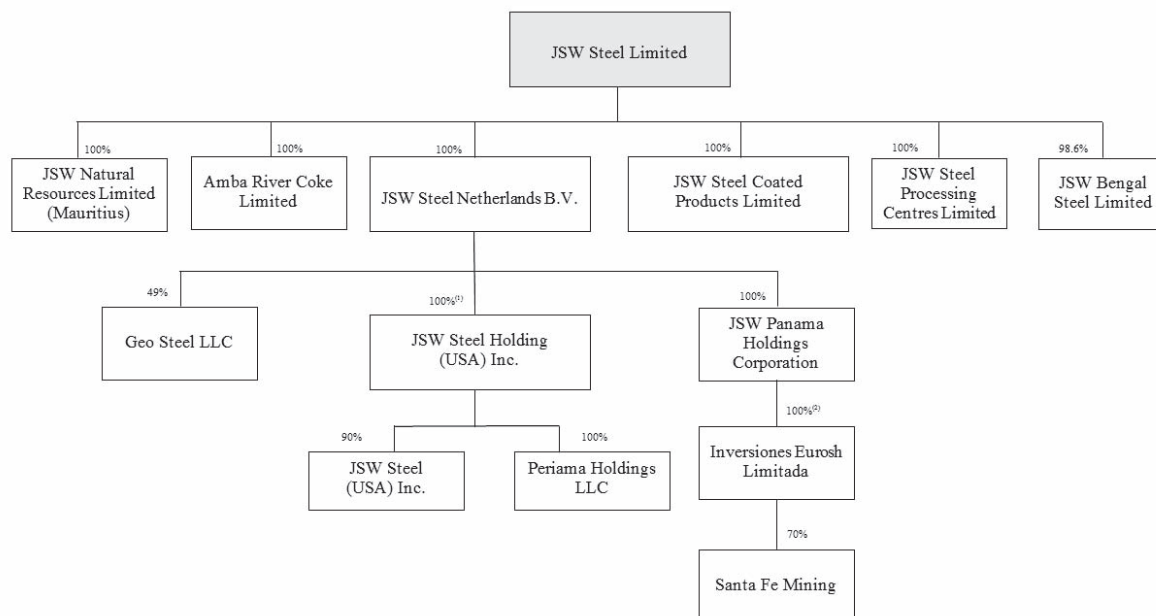 JSW Steel Limited
100%
100%
100%
100%
100%
98.6%
JSW Natural
Resources Limited
(Mauritius)
Amba River Coke
Limited
JSW Steel Netherlands B.V.
JSW Steel Coated
Products Limited
JSW Steel
Processing
Centres Limited
JSW Bengal
Steel Limited
49%
100%(1)
100%
Geo Steel LLC
JSW Steel Holding
(USA) Inc.
JSW Panama
Holdings
Corporation
90%
100%
100%(2)
JSW Steel
(USA) Inc.
Periama Holdings
LLC
Inversiones Eurosh
Limitada
70%
Santa Fe Mining